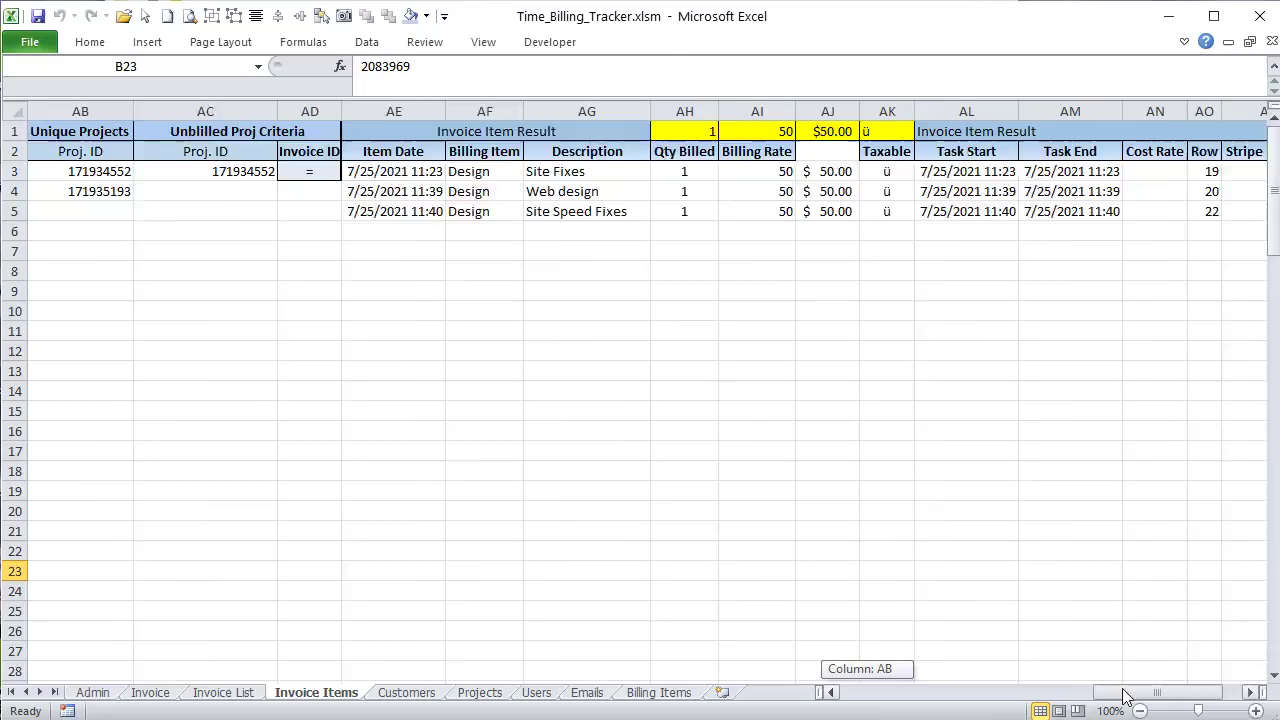 Time_Billing_Tracker.xlsm - Microsoft Excel
File Home Insert Page Layout Formulas Data Review View Developer
B23 fx 2083969
AB AC AD AE AF AG AH AI AJ AK AL AM AN AO
1 Unique Projects Unblilled Proj Criteria Invoice Item Result 1 50 $50.00 ü Invoice Item Result
2 Proj. ID Proj. ID Invoice ID Item Date Billing Item Description Qty Billed Billing Rate Taxable Task Start Task End Cost Rate Row Stripe
3 171934552 171934552 = 7/25/2021 11:23 Design Site Fixes 1 50 $ 50.00 ü 7/25/2021 11:23 7/25/2021 11:23 19
4 171935193 7/25/2021 11:39 Design Web design 1 50 $ 50.00 ü 7/25/2021 11:39 7/25/2021 11:39 20
5 7/25/2021 11:40 Design Site Speed Fixes 1 50 $ 50.00 ü 7/25/2021 11:40 7/25/2021 11:40 22
6
7
8
9
10
11
12
13
14
15
16
17
18
19
20
21
22
23
24
25
26
27
28
Column: AB
Admin Invoice Invoice List Invoice Items Customers Projects Users Emails Billing Items
Ready 100%